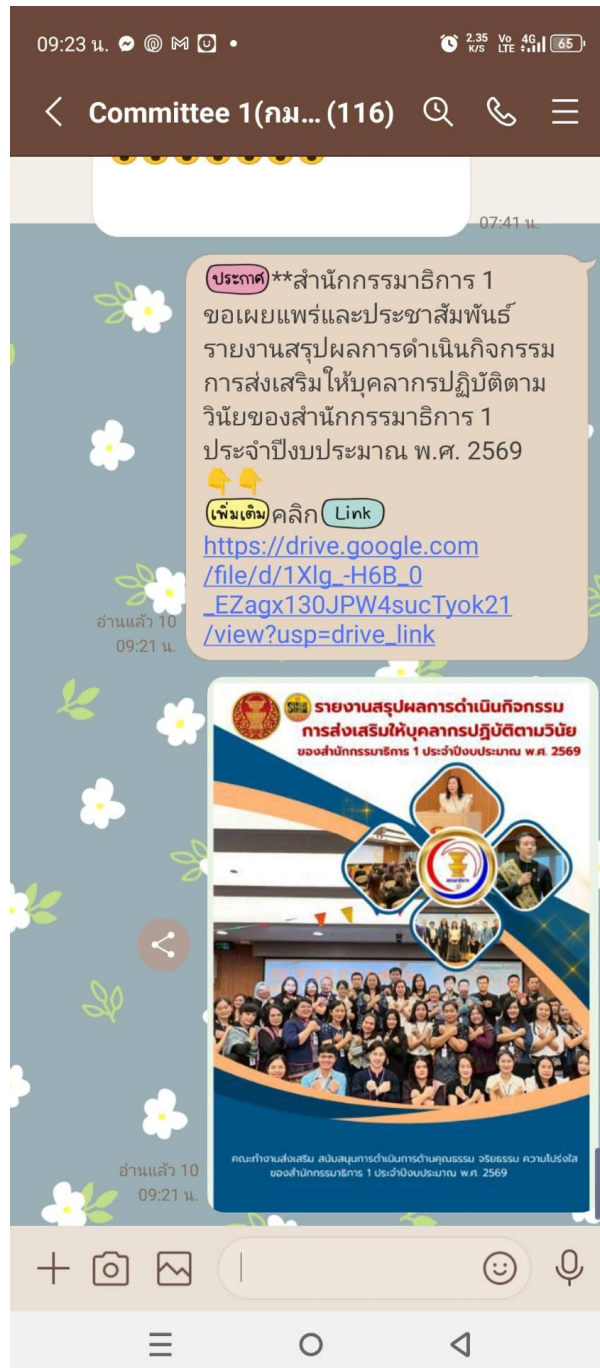 09:23 น.
2.35 K/S Vo LTE 4G 65
Committee 1(กม... (116)
07:41 น.
ประกาศ**สำนักกรรมาธิการ 1
ขอเผยแพร่และประชาสัมพันธ์
รายงานสรุปผลการดำเนินกิจกรรม
การส่งเสริมให้บุคลากรปฏิบัติตาม
วินัยของสำนักกรรมาธิการ 1
ประจำปีงบประมาณ พ.ศ. 2569
👇👇
เพิ่มเติม คลิก Link
https://drive.google.com
/file/d/1Xlg_-H6B_0
_EZagx130JPW4sucTyok21
/view?usp=drive_link
อ่านแล้ว 10
09:21 น.
รายงานสรุปผลการดำเนินกิจกรรม
การส่งเสริมให้บุคลากรปฏิบัติตามวินัย
ของสำนักกรรมาธิการ 1 ประจำปีงบประมาณ พ.ศ. 2569
คณะทำงานส่งเสริม สนับสนุนการดำเนินการด้านคุณธรรม จริยธรรม ความโปร่งใส
ของสำนักกรรมาธิการ 1 ประจำปีงบประมาณ พ.ศ. 2569
อ่านแล้ว 10
09:21 น.